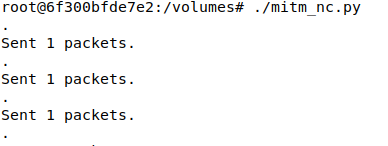 root@6f300bfde7e2:/volumes# ./mitm_nc.py
.
Sent 1 packets.
.
Sent 1 packets.
.
Sent 1 packets.
.